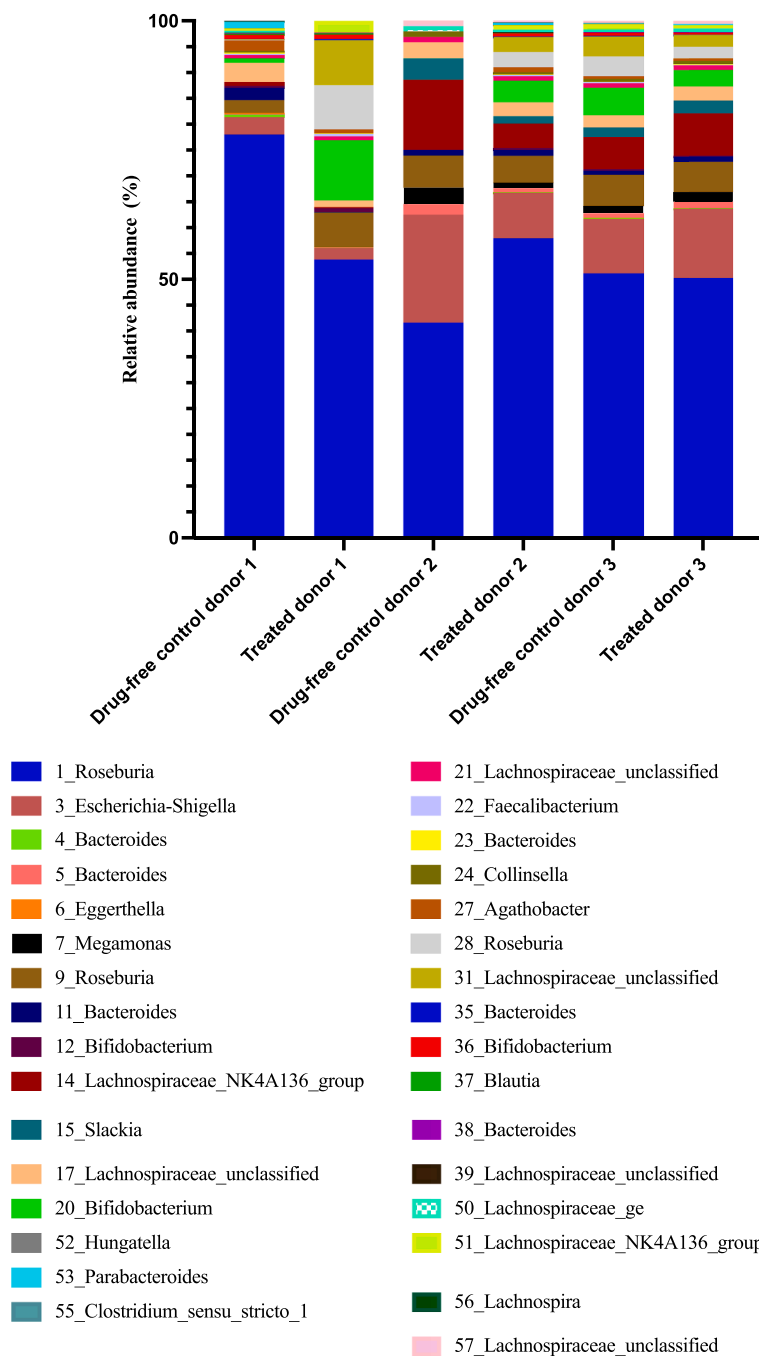 100
50
0
Relative abundance (%)
Drug-free control donor 1
Treated donor 1
Drug-free control donor 2
Treated donor 2
Drug-free control donor 3
Treated donor 3
1_Roseburia
3_Escherichia-Shigella
4_Bacteroides
5_Bacteroides
6_Eggerthella
7_Megamonas
9_Roseburia
11_Bacteroides
12_Bifidobacterium
14_Lachnospiraceae_NK4A136_group
15_Slackia
17_Lachnospiraceae_unclassified
20_Bifidobacterium
52_Hungatella
53_Parabacteroides
55_Clostridium_sensu_stricto_1
21_Lachnospiraceae_unclassified
22_Faecalibacterium
23_Bacteroides
24_Collinsella
27_Agathobacter
28_Roseburia
31_Lachnospiraceae_unclassified
35_Bacteroides
36_Bifidobacterium
37_Blautia
38_Bacteroides
39_Lachnospiraceae_unclassified
50_Lachnospiraceae_ge
51_Lachnospiraceae_NK4A136_group
56_Lachnospira
57_Lachnospiraceae_unclassified